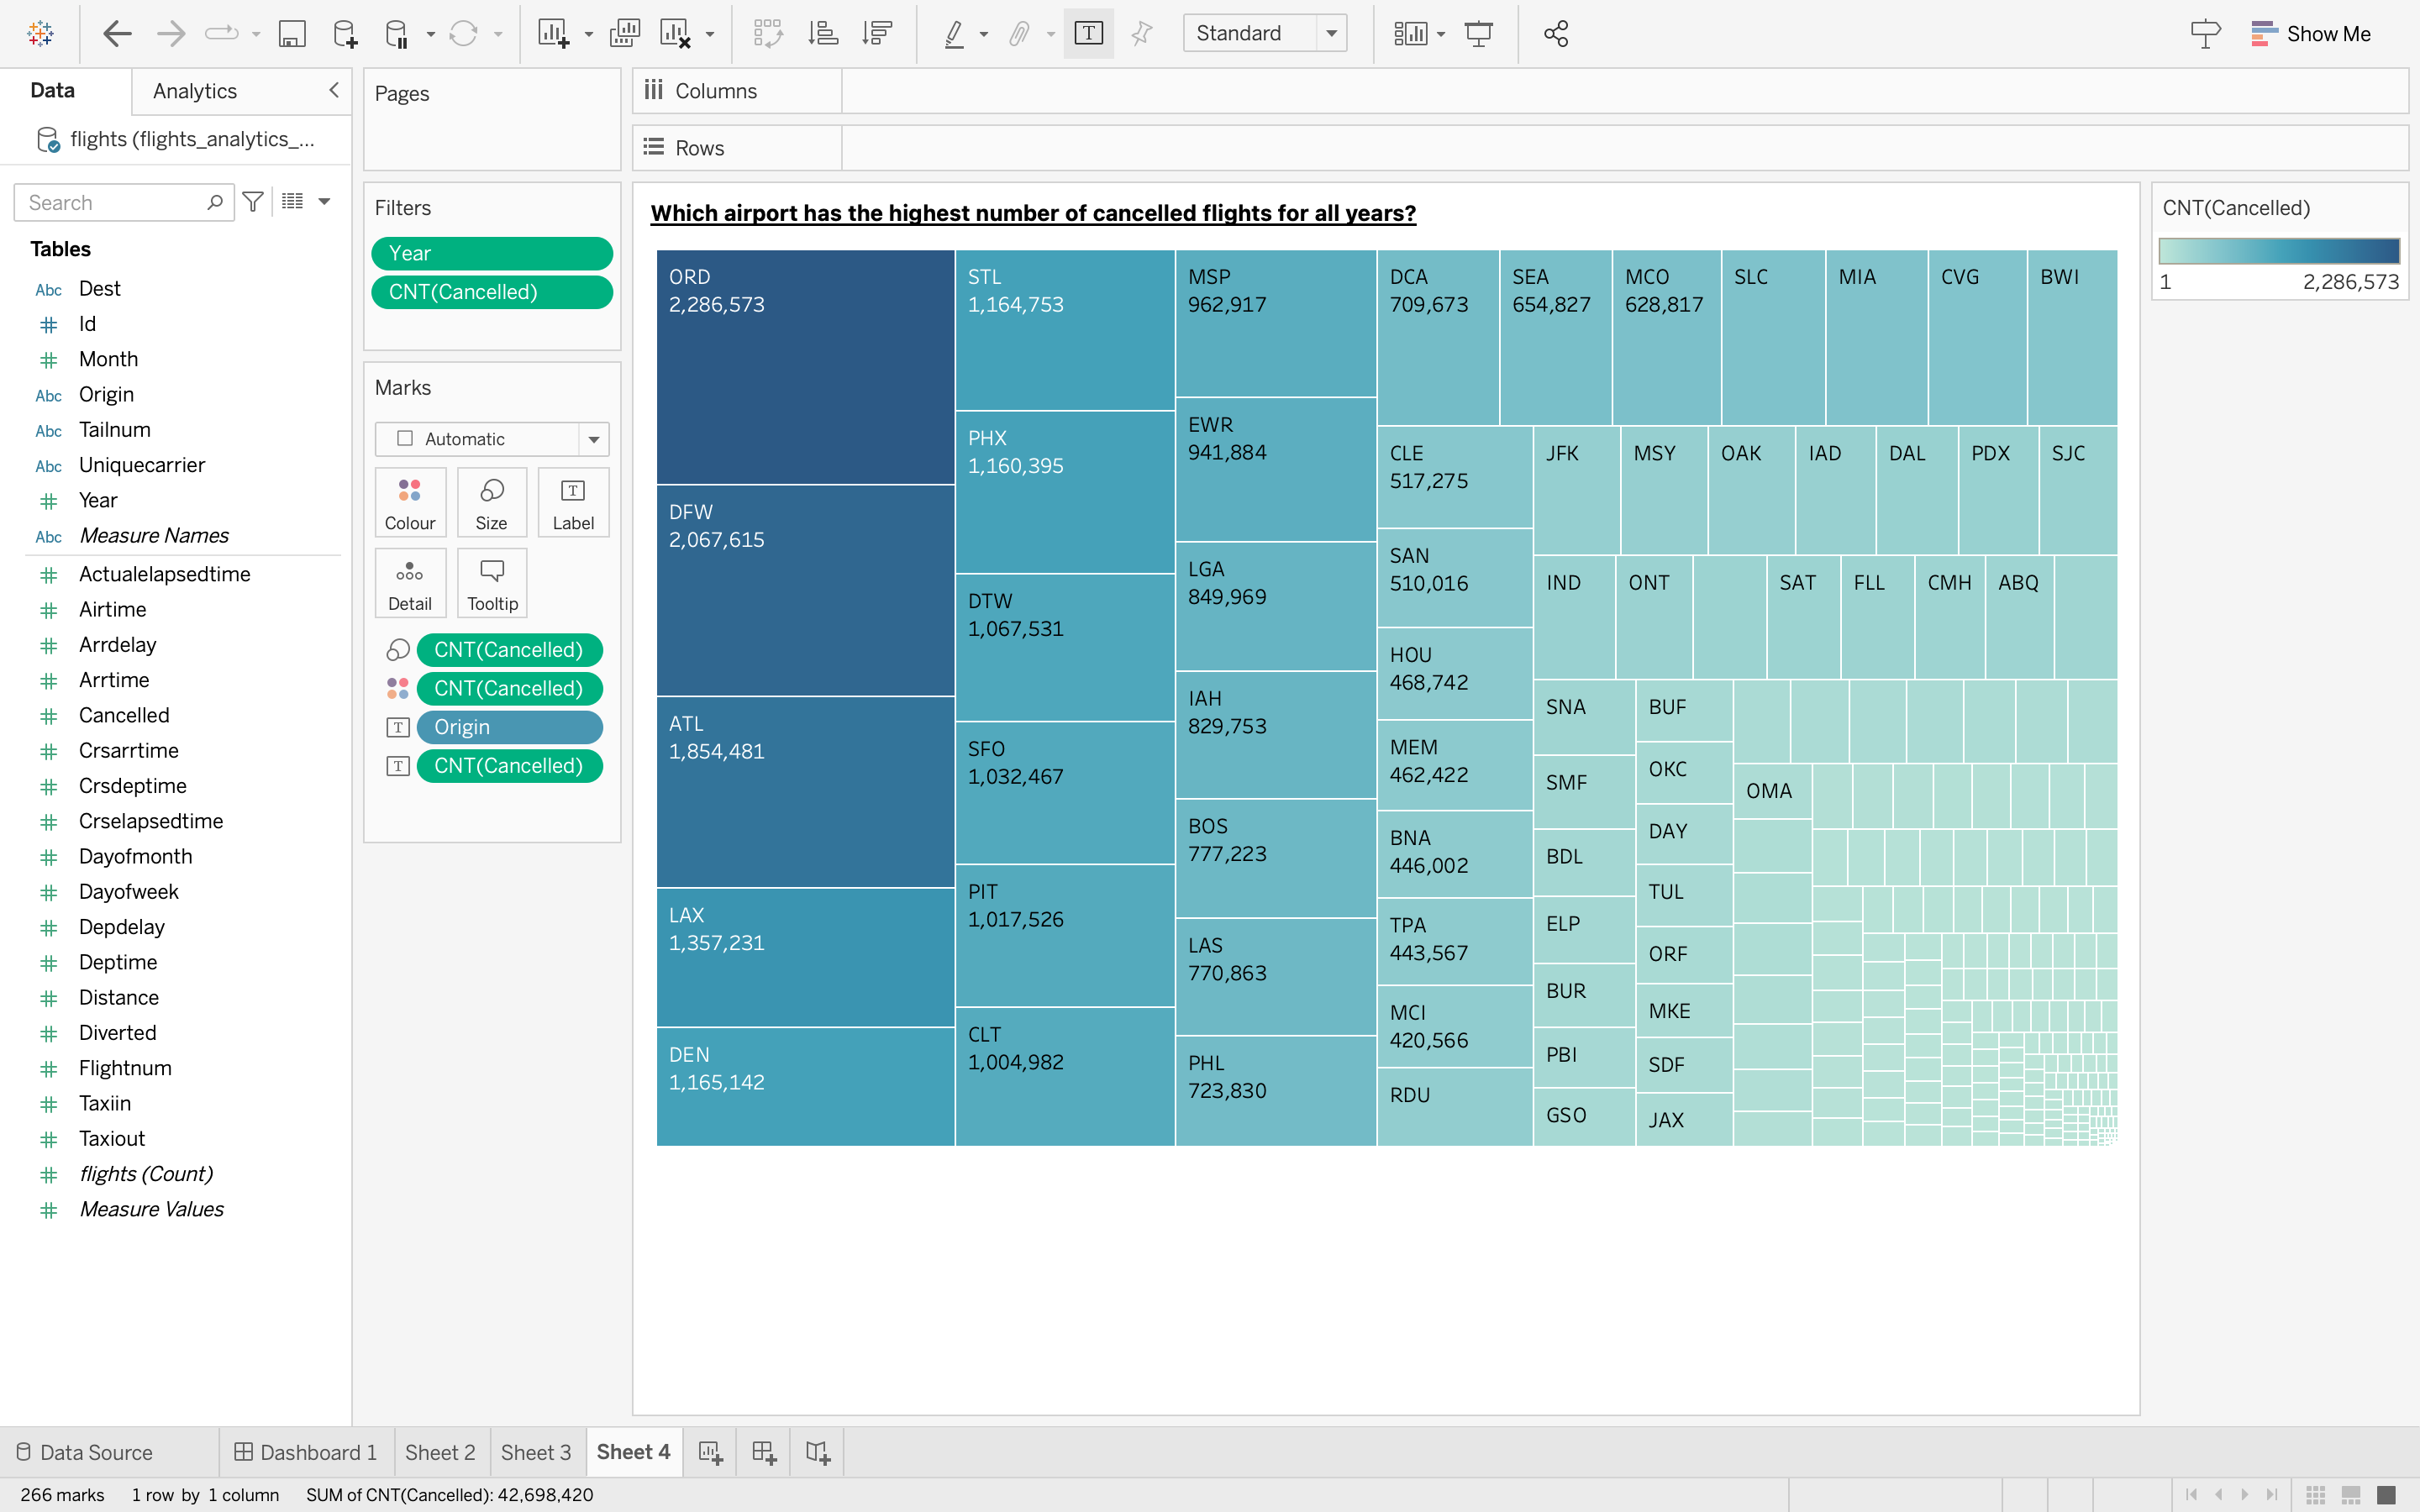 Standard
Show Me
Data
Analytics
flights (flights_analytics_...
Search
Tables
Abc Dest
Id
Month
Abc Origin
Abc Tailnum
Abc Uniquecarrier
Year
Abc Measure Names
Actualelapsedtime
Airtime
Arrdelay
Arrtime
Cancelled
Crsarrtime
Crsdeptime
Crselapsedtime
Dayofmonth
Dayofweek
Depdelay
Deptime
Distance
Diverted
Flightnum
Taxiin
Taxiout
flights (Count)
Measure Values
Pages
Filters
Year
CNT(Cancelled)
Marks
Automatic
Colour
Size
Label
Detail
Tooltip
CNT(Cancelled)
CNT(Cancelled)
Origin
CNT(Cancelled)
Columns
Rows
Which airport has the highest number of cancelled flights for all years?
ORD
2,286,573
DFW
2,067,615
ATL
1,854,481
LAX
1,357,231
DEN
1,165,142
STL
1,164,753
PHX
1,160,395
DTW
1,067,531
SFO
1,032,467
PIT
1,017,526
CLT
1,004,982
MSP
962,917
EWR
941,884
LGA
849,969
IAH
829,753
BOS
777,223
LAS
770,863
PHL
723,830
DCA
709,673
SEA
654,827
MCO
628,817
SLC
MIA
CVG
BWI
CLE
517,275
SAN
510,016
HOU
468,742
MEM
462,422
BNA
446,002
TPA
443,567
MCI
420,566
RDU
JFK
MSY
OAK
IAD
DAL
PDX
SJC
IND
ONT
SAT
FLL
CMH
ABQ
SNA
SMF
BDL
ELP
BUR
PBI
GSO
BUF
OKC
DAY
TUL
ORF
MKE
SDF
JAX
OMA
CNT(Cancelled)
1
2,286,573
Data Source
Dashboard 1
Sheet 2
Sheet 3
Sheet 4
266 marks
1 row by 1 column
SUM of CNT(Cancelled): 42,698,420